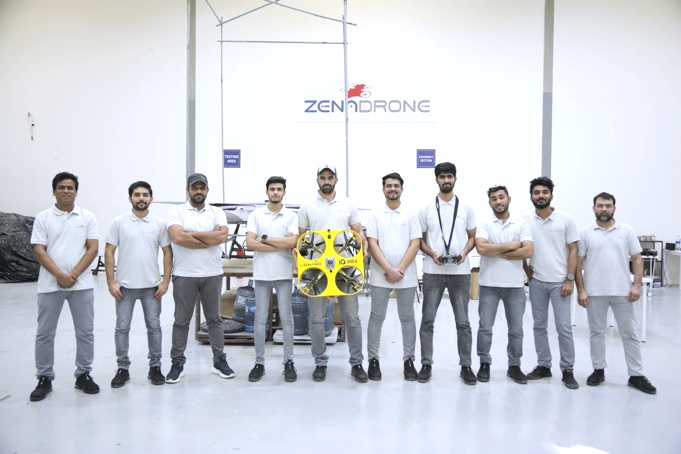 ZENADRONE
TESTING
AREA
ASSEMBLY
SECTION